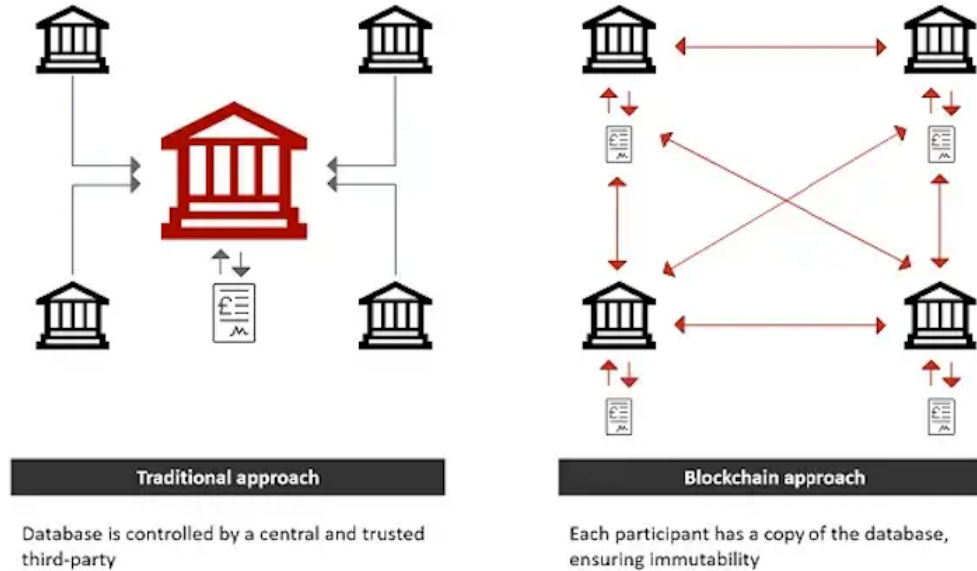 £
£
£
£
£
Traditional approach
Blockchain approach
Database is controlled by a central and trusted
third-party
Each participant has a copy of the database,
ensuring immutability